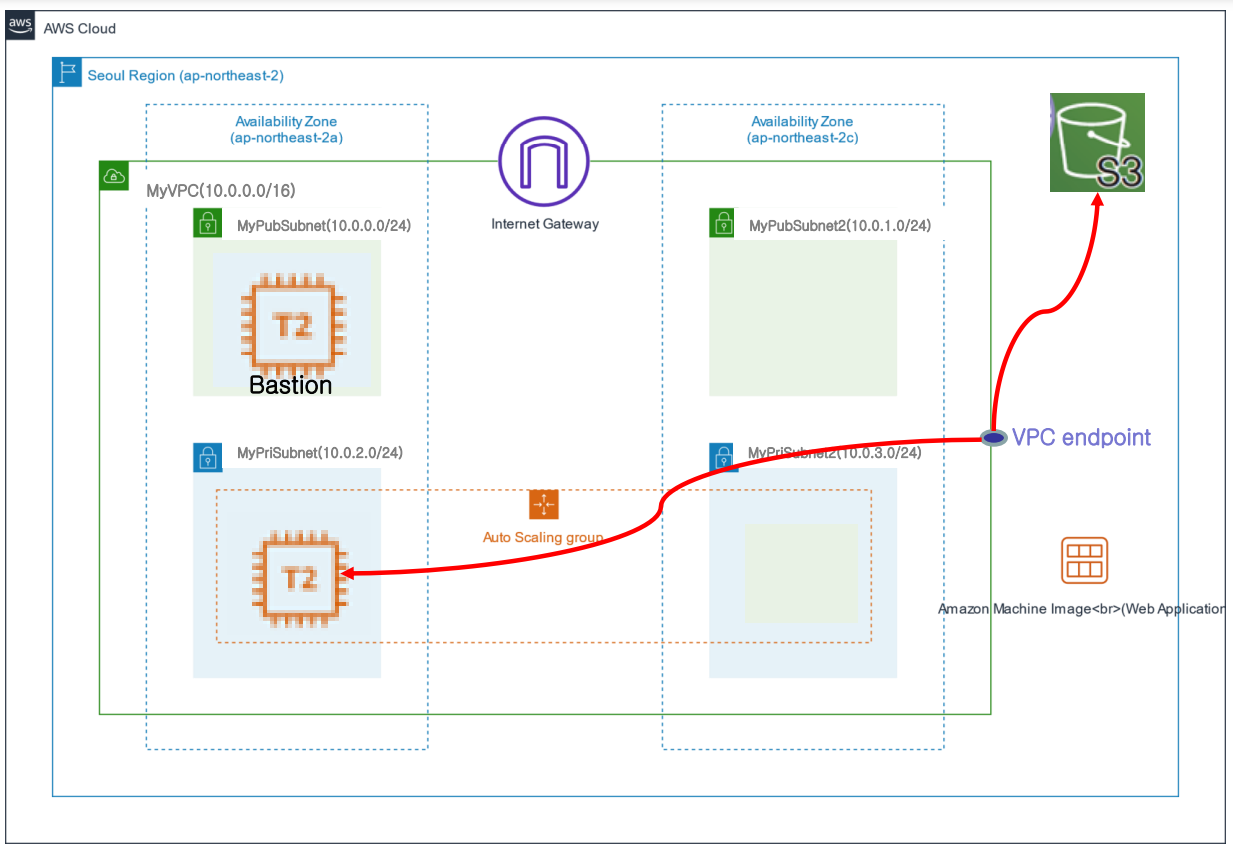 aws
AWS Cloud
Seoul Region (ap-northeast-2)
Availability Zone
(ap-northeast-2a)
Availability Zone
(ap-northeast-2c)
S3
MyVPC(10.0.0.0/16)
Internet Gateway
MyPubSubnet(10.0.0.0/24)
MyPubSubnet2(10.0.1.0/24)
T2
Bastion
VPC endpoint
MyPriSubnet(10.0.2.0/24)
MyPriSubnet2(10.0.3.0/24)
Auto Scaling group
T2
Amazon Machine Image<br>(Web Application